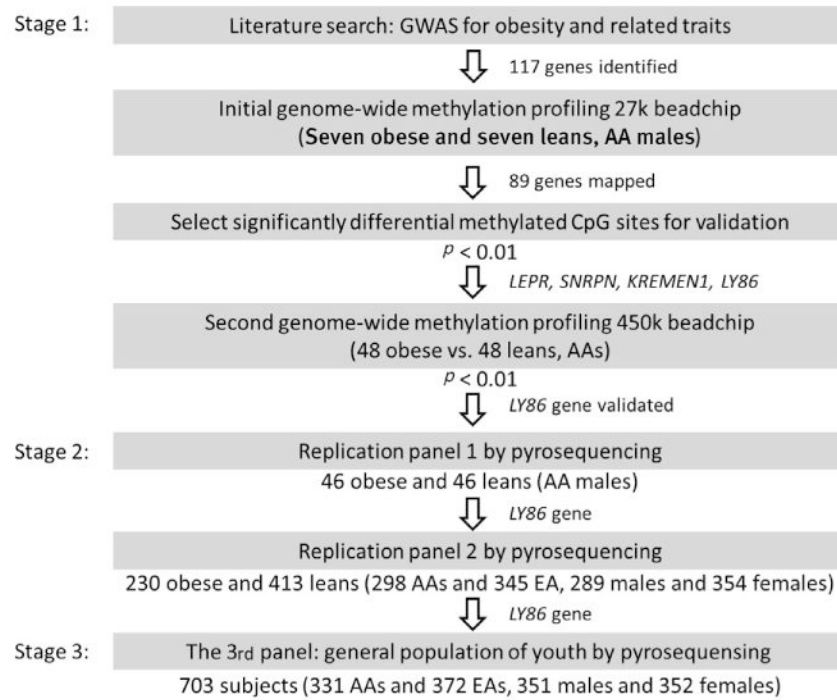 Stage 1:
Literature search: GWAS for obesity and related traits
117 genes identified
Initial genome-wide methylation profiling 27k beadchip
(Seven obese and seven leans, AA males)
89 genes mapped
Select significantly differential methylated CpG sites for validation
p < 0.01
LEPR, SNRPN, KREMEN1, LY86
Second genome-wide methylation profiling 450k beadchip
(48 obese vs. 48 leans, AAs)
p < 0.01
LY86 gene validated
Stage 2:
Replication panel 1 by pyrosequencing
46 obese and 46 leans (AA males)
LY86 gene
Replication panel 2 by pyrosequencing
230 obese and 413 leans (298 AAs and 345 EA, 289 males and 354 females)
LY86 gene
Stage 3:
The 3rd panel: general population of youth by pyrosequensing
703 subjects (331 AAs and 372 EAs, 351 males and 352 females)